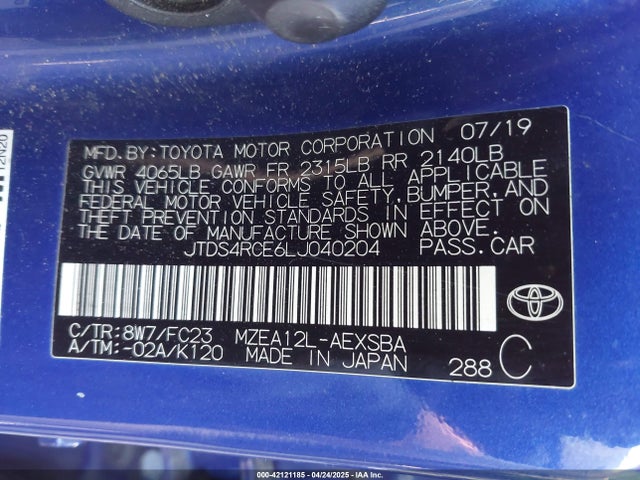 MFD.BY:TOYOTA MOTOR CORPORATION 07/19
GVWR 4065LB GAWR FR 2315LB RR 2140LB
THIS VEHICLE CONFORMS TO ALL APPLICABLE
FEDERAL MOTOR VEHICLE SAFETY, BUMPER, AND
THEFT PREVENTION STANDARDS IN EFFECT ON
THE DATE OF MANUFACTURE SHOWN ABOVE.
JTDS4RCE6LJ040204 PASS.CAR
C/TR:8W7/FC23 MZEA12L-AEXSBA
A/TM:-02A/K120 MADE IN JAPAN 288 C
12N20
000-42121185 - 04/24/2025 - IAA Inc.